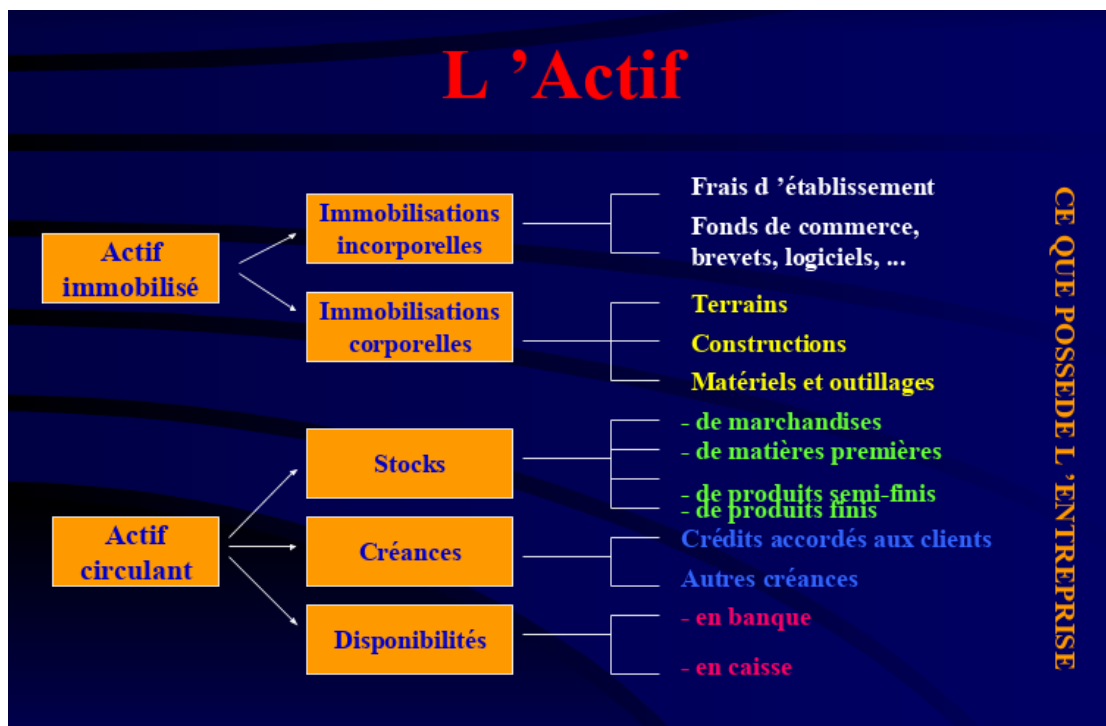 L ’Actif
Actif
immobilisé
Immobilisations
incorporelles
Frais d ’établissement
Fonds de commerce,
brevets, logiciels, ...
Immobilisations
corporelles
Terrains
Constructions
Matériels et outillages
Actif
circulant
Stocks
- de marchandises
- de matières premières
- de produits semi-finis
- de produits finis
Créances
Crédits accordés aux clients
Autres créances
Disponibilités
- en banque
- en caisse
CE QUE POSSEDE L ’ENTREPRISE